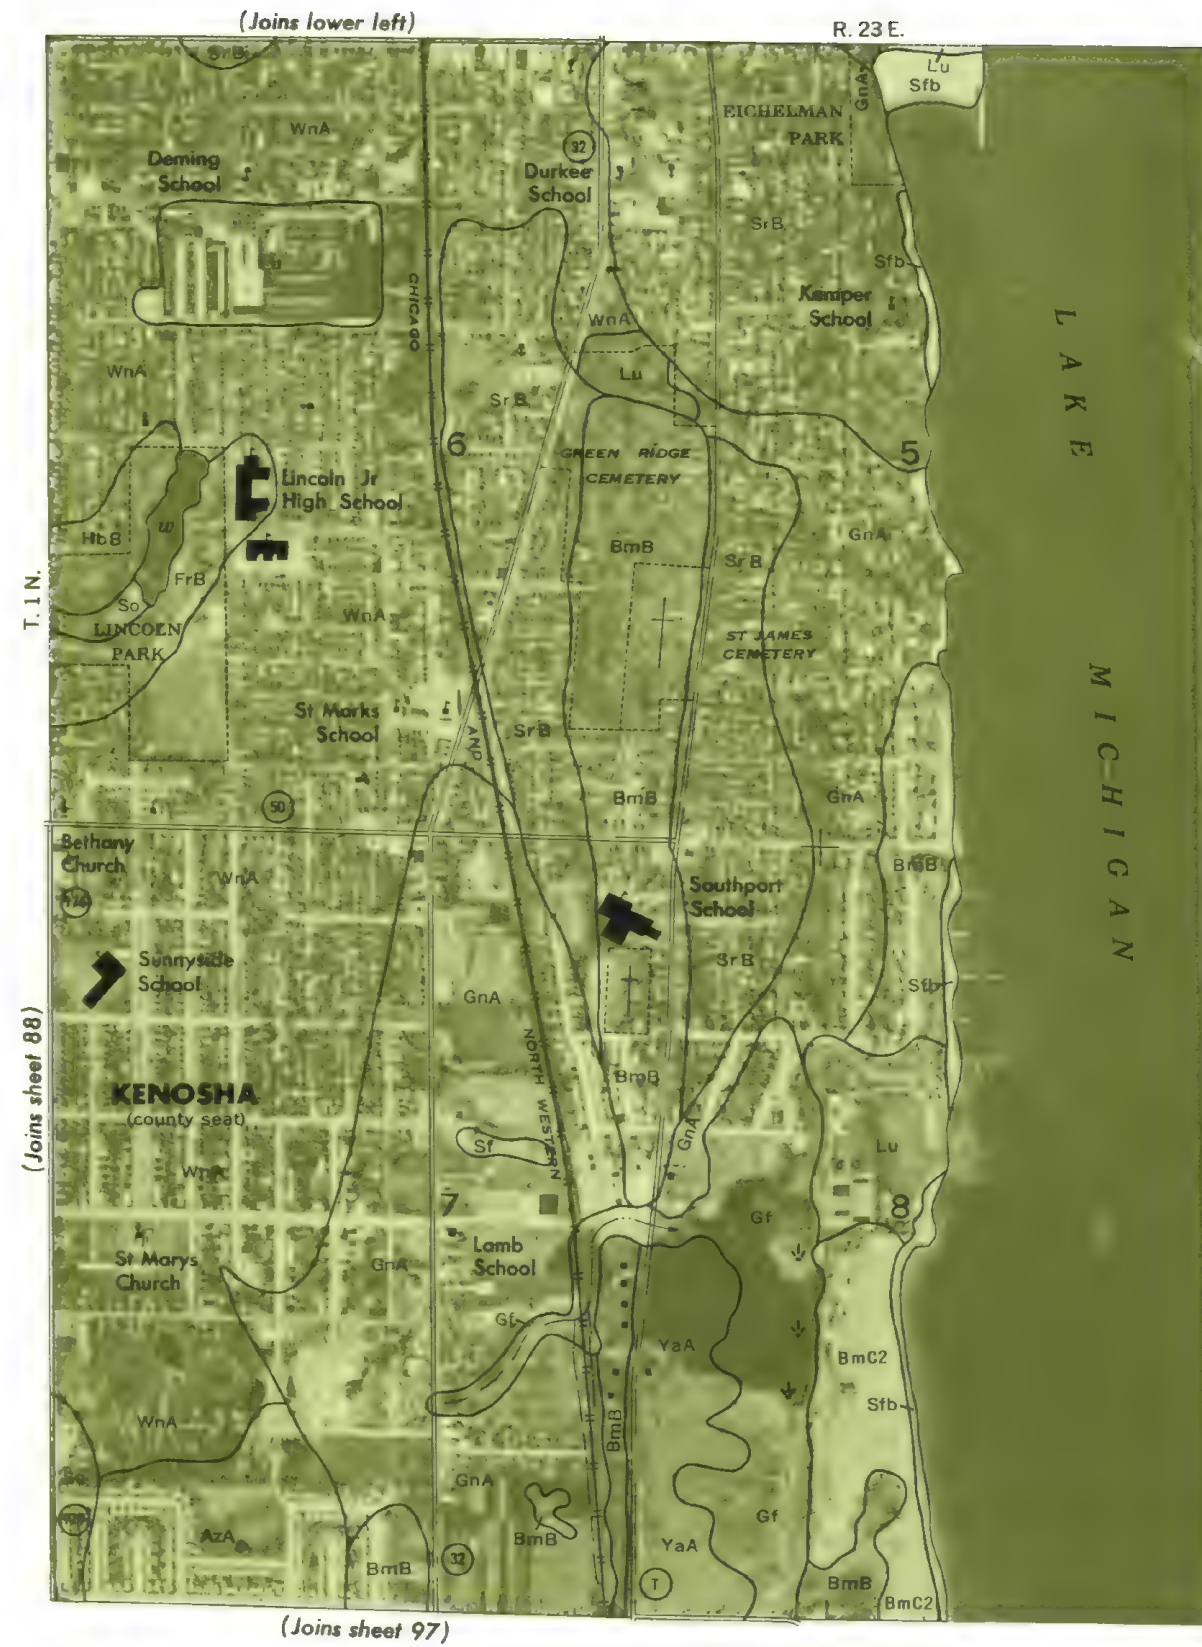 (Joins lower left)
R. 23 E.
SrB
Lu
Sfb
GnA
WnA
EICHELMAN
PARK
32
Deming
School
Durkee
School
SrB
Sfb
CHICAGO
Kemper
School
WnA
LAKE
WnA
Lu
SrB
6
5
GREEN RIDGE
CEMETERY
Lincoln Jr
High School
w
HbB
BmB
GnA
SrB
FrB
T. 1 N.
So
WnA
LINCOLN
PARK
ST JAMES
CEMETERY
MICHIGAN
St Marks
School
AND
SrB
50
BmB
GnA
Bethany
Church
WnA
BmB
Southport
School
Sunnyside
School
SrB
Sfb
GnA
(Joins sheet 88)
NORTH WESTERN
BmB
KENOSHA
(county seat)
GnA
Sf
Lu
WnA
7
8
Gf
Lamb
School
St Marys
Church
GnA
Gf
YaA
BmC2
Sfb
WnA
BmB
GnA
Gf
AzA
BmB
YaA
32
BmB
T
BmB
BmC2
(Joins sheet 97)